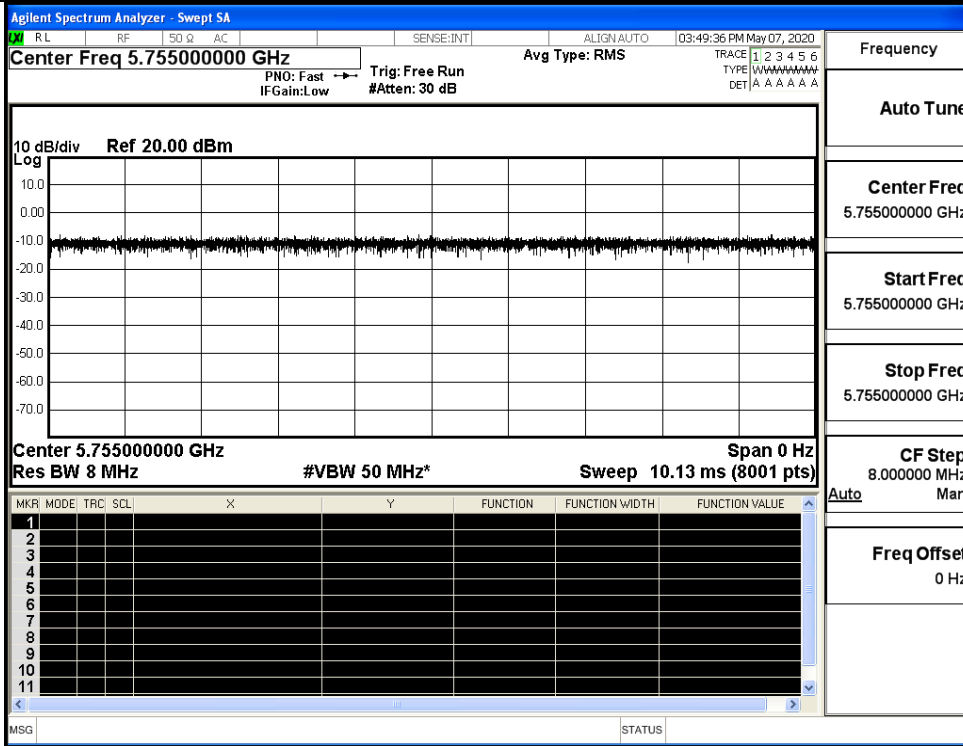 Agilent Spectrum Analyzer - Swept SA
LXI RL RF 50 Ω AC SENSE:INT ALIGN AUTO 03:49:36 PM May 07, 2020
Center Freq 5.755000000 GHz
PNO: Fast
IFGain:Low
Trig: Free Run
#Atten: 30 dB
Avg Type: RMS
TRACE 1 2 3 4 5 6
TYPE WWWWWW
DET A A A A A A
10 dB/div Ref 20.00 dBm
Log
10.0
0.00
-10.0
-20.0
-30.0
-40.0
-50.0
-60.0
-70.0
Center 5.755000000 GHz Span 0 Hz
Res BW 8 MHz #VBW 50 MHz* Sweep 10.13 ms (8001 pts)
MKR MODE TRC SCL X Y FUNCTION FUNCTION WIDTH FUNCTION VALUE
1
2
3
4
5
6
7
8
9
10
11
MSG STATUS
Frequency
Auto Tune
Center Freq
5.755000000 GHz
Start Freq
5.755000000 GHz
Stop Freq
5.755000000 GHz
CF Step
8.000000 MHz
Auto Man
Freq Offset
0 Hz